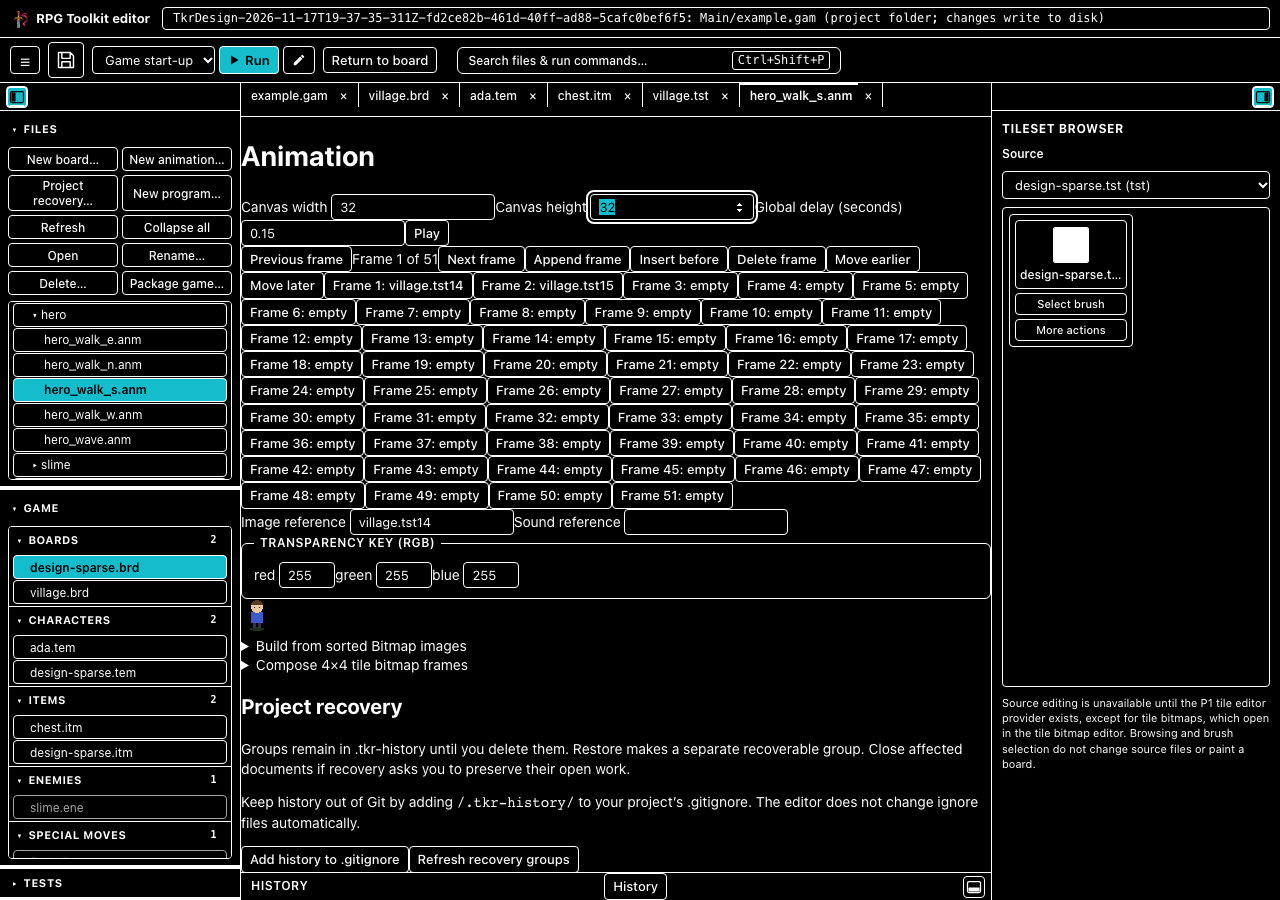 RPG Toolkit editor
TkrDesign-2026-11-17T19-37-35-311Z-fd2ce82b-461d-40ff-ad88-5cafc0bef6f5: Main/example.gam (project folder; changes write to disk)
Game start-up
Run
Return to board
Search files & run commands... Ctrl+Shift+P
example.gam × village.brd × ada.tem × chest.itm × village.tst × hero_walk_s.anm ×
FILES
New board... New animation...
Project recovery... New program...
Refresh Collapse all
Open Rename...
Delete... Package game...
hero
hero_walk_e.anm
hero_walk_n.anm
hero_walk_s.anm
hero_walk_w.anm
hero_wave.anm
slime
GAME
BOARDS 2
design-sparse.brd
village.brd
CHARACTERS 2
ada.tem
design-sparse.tem
ITEMS 2
chest.itm
design-sparse.itm
ENEMIES 1
slime.ene
SPECIAL MOVES 1
TESTS
Animation
Canvas width 32 Canvas height 32 Global delay (seconds)
0.15 Play
Previous frame Frame 1 of 51 Next frame Append frame Insert before Delete frame Move earlier
Move later Frame 1: village.tst14 Frame 2: village.tst15 Frame 3: empty Frame 4: empty Frame 5: empty
Frame 6: empty Frame 7: empty Frame 8: empty Frame 9: empty Frame 10: empty Frame 11: empty
Frame 12: empty Frame 13: empty Frame 14: empty Frame 15: empty Frame 16: empty Frame 17: empty
Frame 18: empty Frame 19: empty Frame 20: empty Frame 21: empty Frame 22: empty Frame 23: empty
Frame 24: empty Frame 25: empty Frame 26: empty Frame 27: empty Frame 28: empty Frame 29: empty
Frame 30: empty Frame 31: empty Frame 32: empty Frame 33: empty Frame 34: empty Frame 35: empty
Frame 36: empty Frame 37: empty Frame 38: empty Frame 39: empty Frame 40: empty Frame 41: empty
Frame 42: empty Frame 43: empty Frame 44: empty Frame 45: empty Frame 46: empty Frame 47: empty
Frame 48: empty Frame 49: empty Frame 50: empty Frame 51: empty
Image reference village.tst14 Sound reference
TRANSPARENCY KEY (RGB)
red 255 green 255 blue 255
Build from sorted Bitmap images
Compose 4×4 tile bitmap frames
Project recovery
Groups remain in .tkr-history until you delete them. Restore makes a separate recoverable group. Close affected
documents if recovery asks you to preserve their open work.
Keep history out of Git by adding /.tkr-history/ to your project's .gitignore. The editor does not change ignore
files automatically.
Add history to .gitignore Refresh recovery groups
HISTORY History
TILESET BROWSER
Source
design-sparse.tst (tst)
design-sparse.t...
Select brush
More actions
Source editing is unavailable until the P1 tile editor
provider exists, except for tile bitmaps, which open
in the tile bitmap editor. Browsing and brush
selection do not change source files or paint a
board.